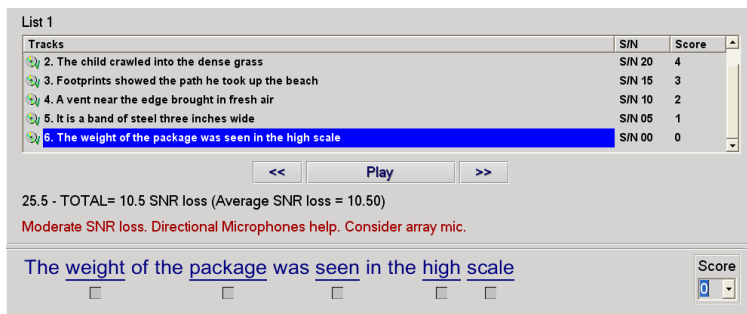 List 1
Tracks S/N Score
2. The child crawled into the dense grass S/N 20 4
3. Footprints showed the path he took up the beach S/N 15 3
4. A vent near the edge brought in fresh air S/N 10 2
5. It is a band of steel three inches wide S/N 05 1
6. The weight of the package was seen in the high scale S/N 00 0
<< Play >>
25.5 - TOTAL= 10.5 SNR loss (Average SNR loss = 10.50)
Moderate SNR loss. Directional Microphones help. Consider array mic.
The weight of the package was seen in the high scale
Score
0